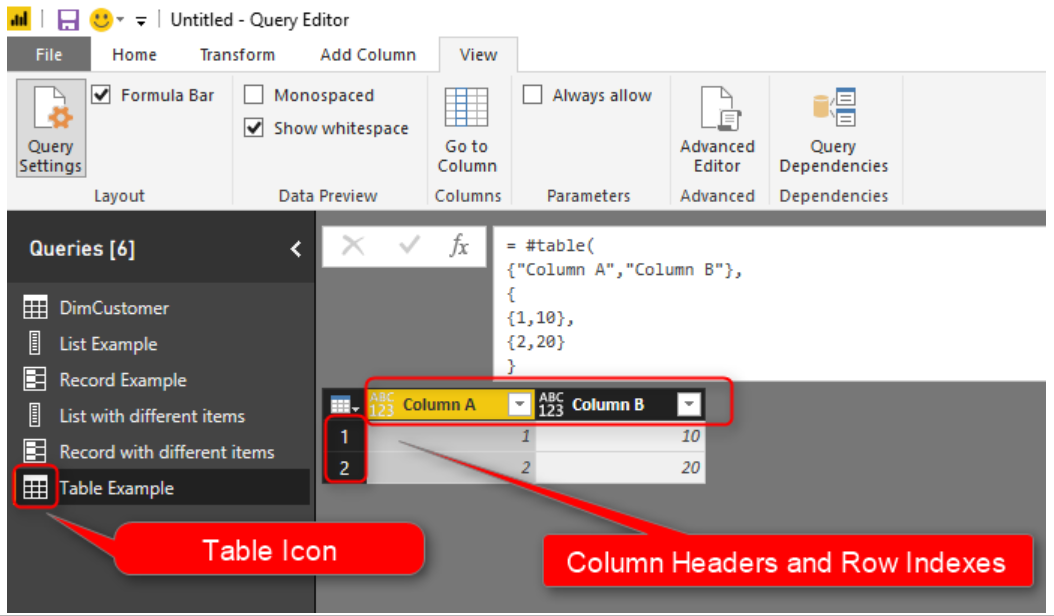 Untitled - Query Editor
File Home Transform Add Column View
Formula Bar Monospaced Always allow
Show whitespace
Query Settings
Go to Column
Advanced Editor
Query Dependencies
Layout Data Preview Columns Parameters Advanced Dependencies
Queries [6]
fx
= #table(
{"Column A","Column B"},
{
{1,10},
{2,20}
}
DimCustomer
List Example
Record Example
List with different items
Record with different items
Table Example
ABC 123 Column A ABC 123 Column B
1 1 10
2 2 20
Table Icon
Column Headers and Row Indexes